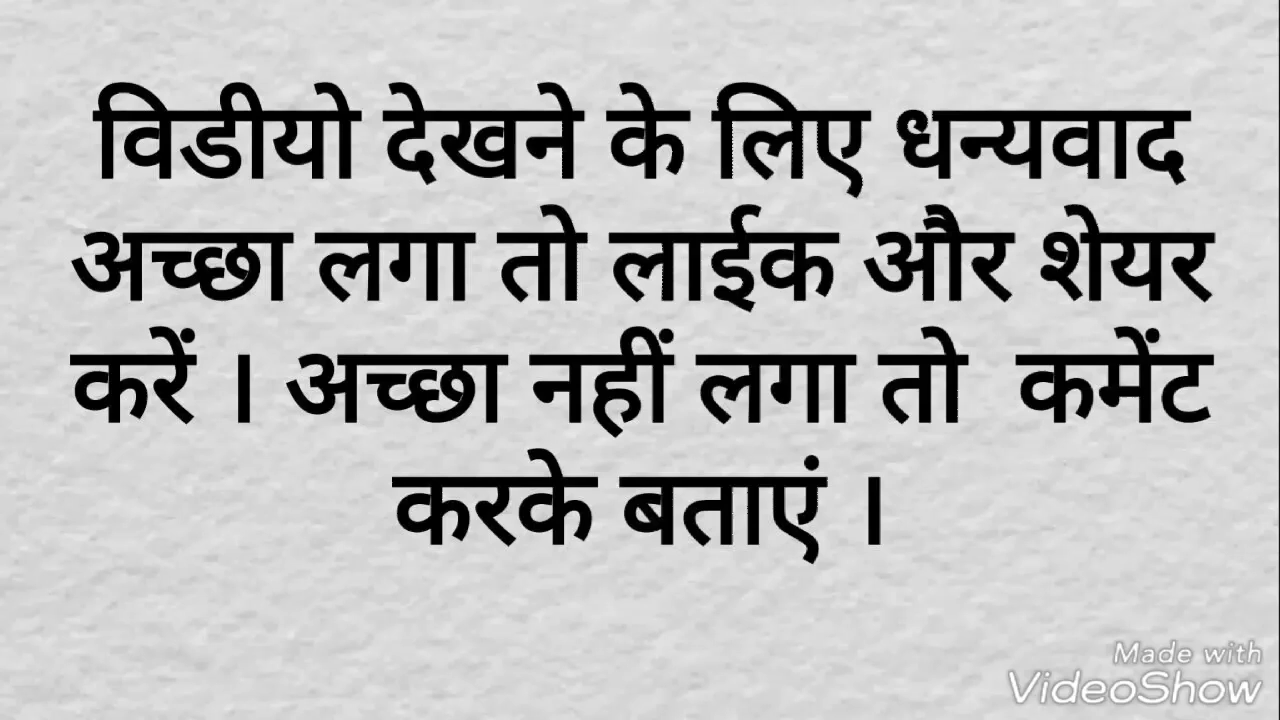 विडीयो देखने के लिए धन्यवाद
अच्छा लगा तो लाईक और शेयर
करें । अच्छा नहीं लगा तो कमेंट
करके बताएं ।
Made with
VideoShow